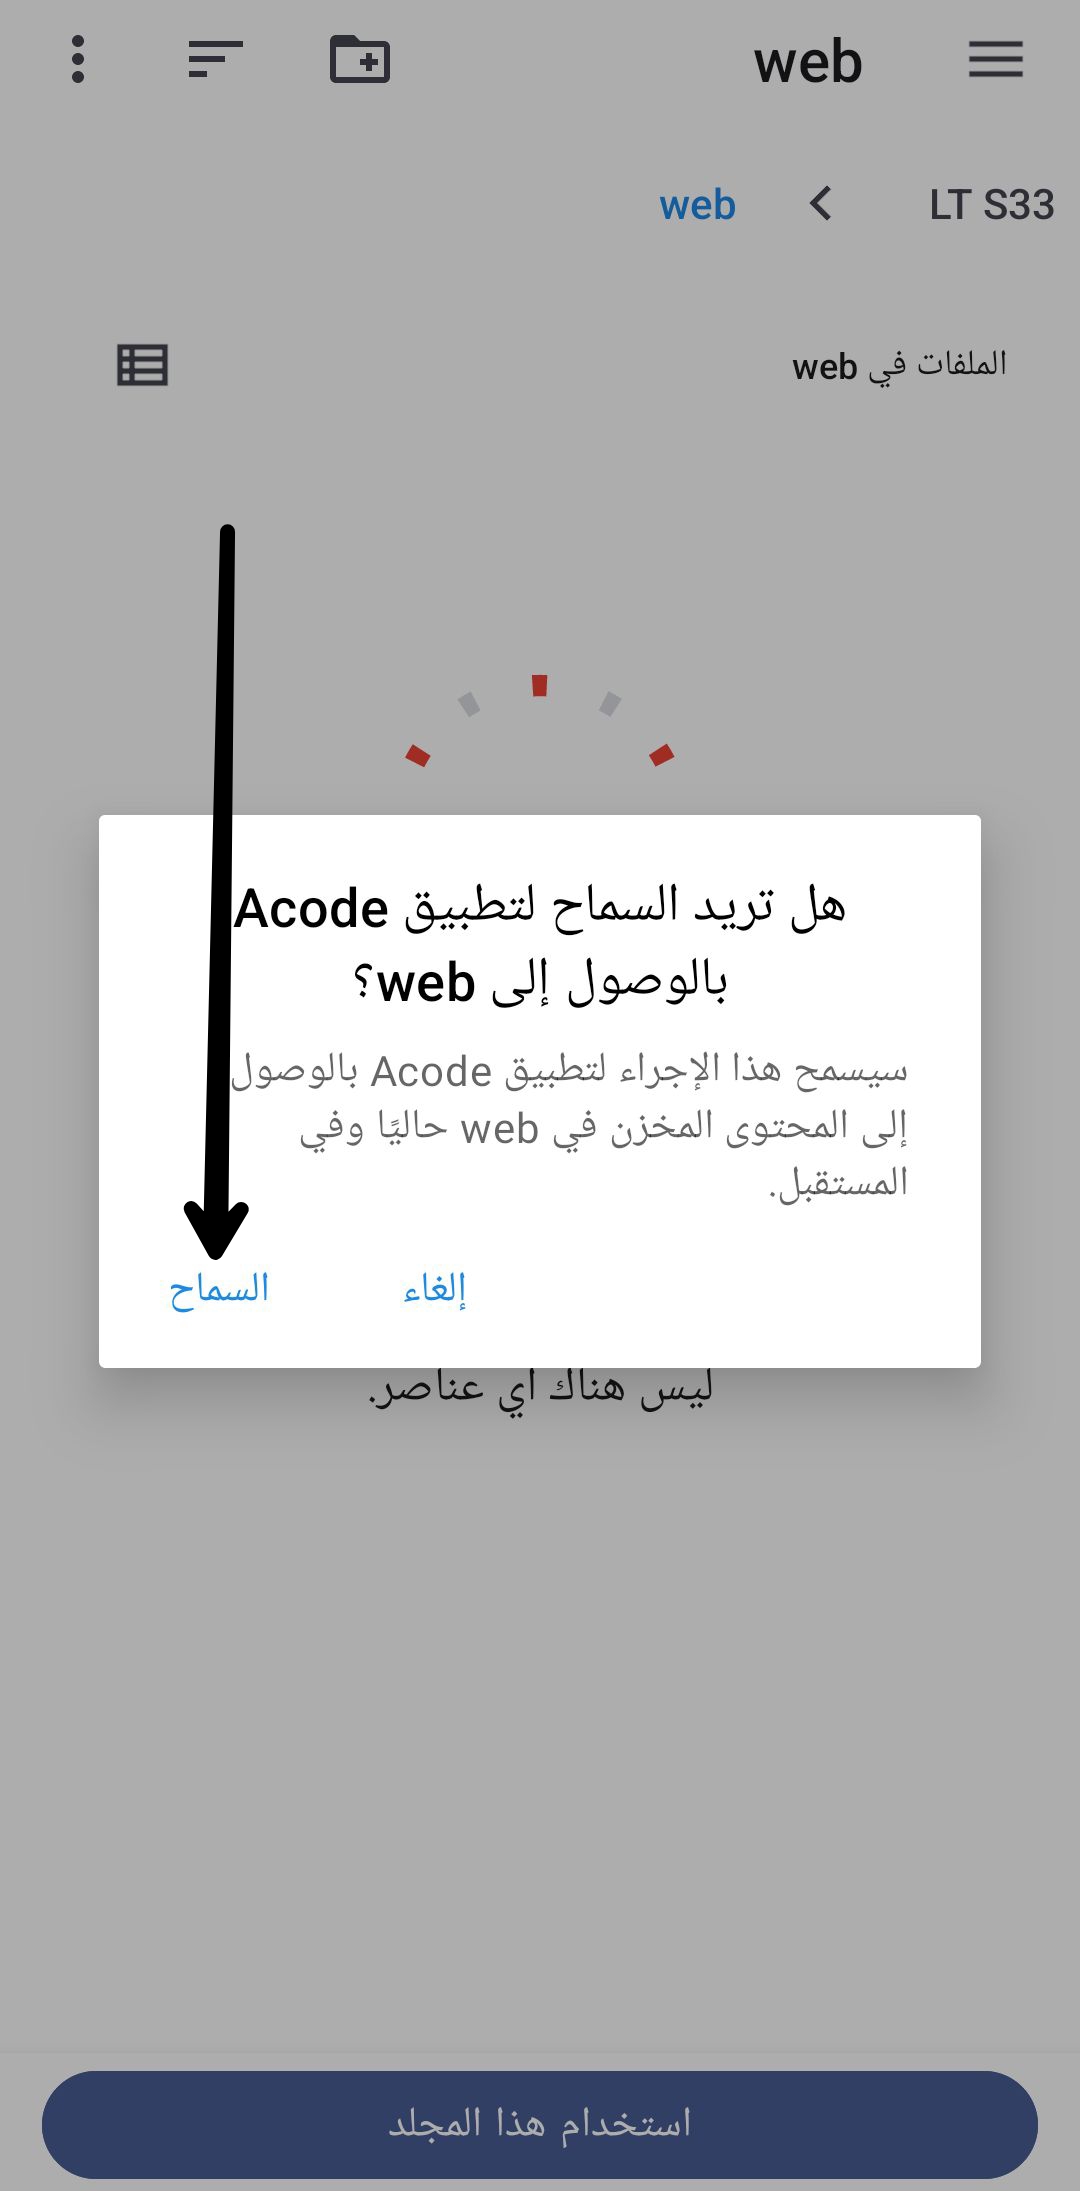 web
LT S33 < web
الملفات في web
هل تريد السماح لتطبيق Acode
بالوصول إلى web؟
سيسمح هذا الإجراء لتطبيق Acode بالوصول
إلى المحتوى المخزن في web حاليًا وفي
المستقبل.
إلغاء
السماح
ليس هناك أي عناصر.
استخدام هذا المجلد